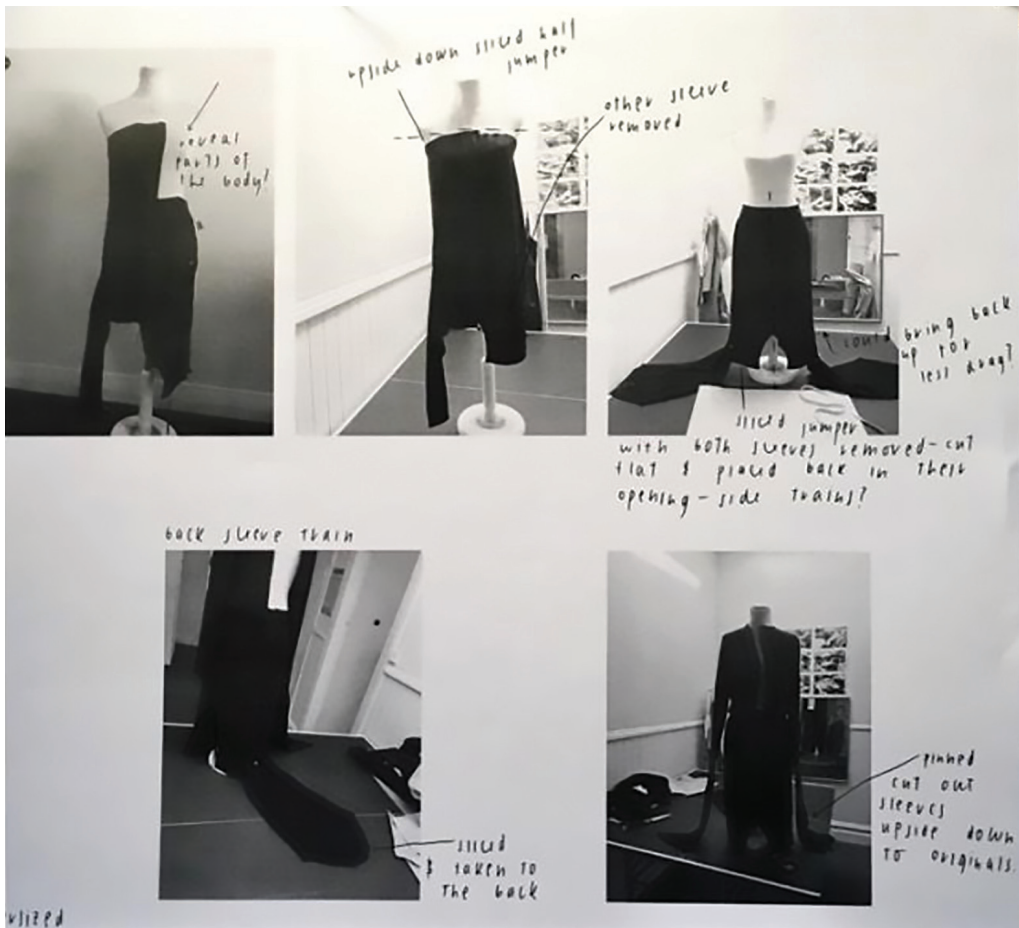 upside down sliced half
jumper
other sleeve
removed
reveal
parts of
the body?
could bring back
up for
less drag?
sliced jumper
with both sleeves removed-cut
flat & placed back in their
opening - side trains?
back sleeve train
sliced
& taken to
the back
pinned
cut out
sleeves
upside down
to originals.